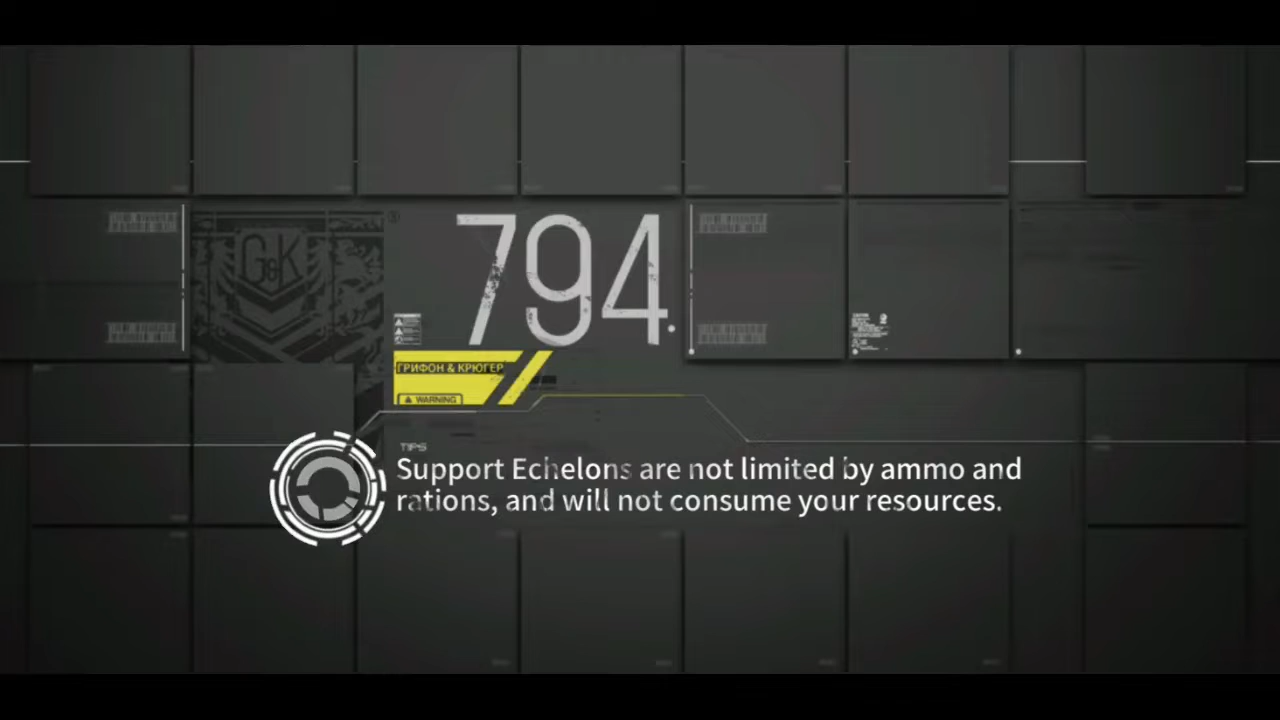 G&K
794.
ГРИФОН & КРЮГЕР
WARNING
TIPS
Support Echelons are not limited by ammo and
rations, and will not consume your resources.